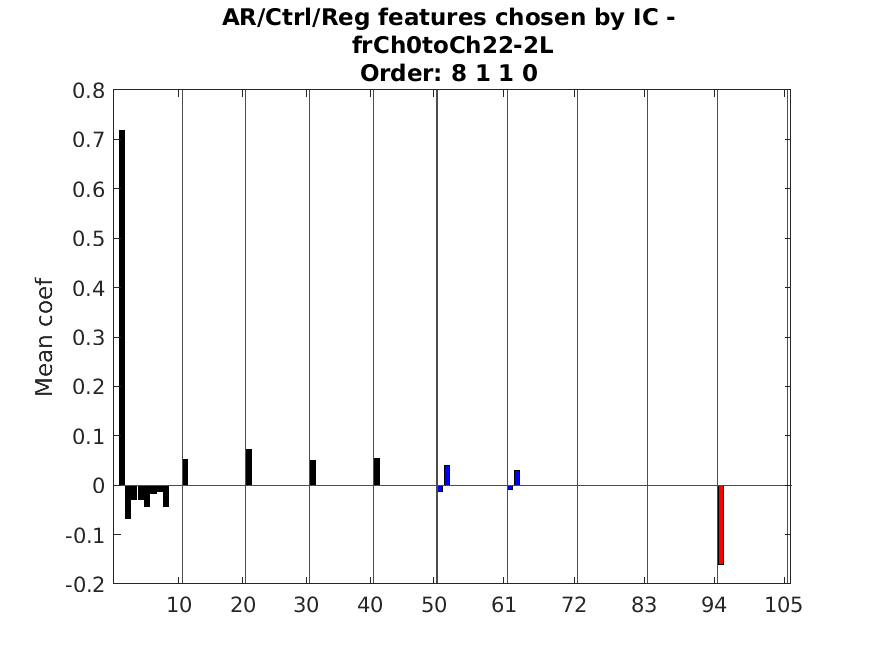 AR/Ctrl/Reg features chosen by IC -
frCh0toCh22-2L
Order: 8 1 1 0
0.8
0.7
0.6
0.5
0.4
0.3
0.2
0.1
0
-0.1
-0.2
Mean coef
10 20 30 40 50 61 72 83 94 105